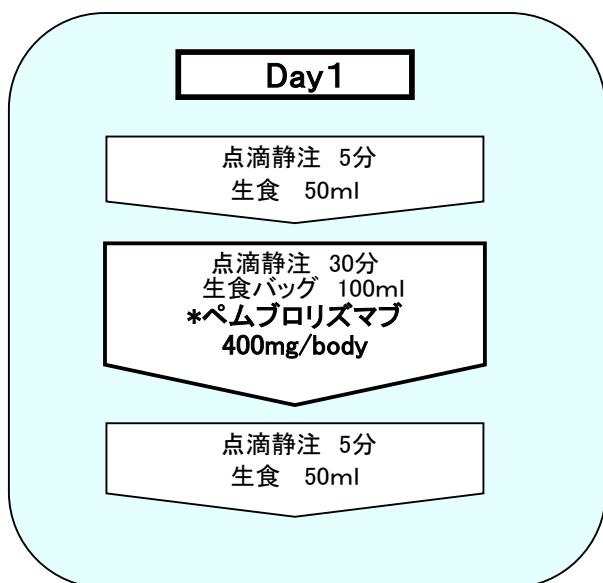 Day1
点滴静注 5分
生食 50ml
点滴静注 30分
生食バッグ 100ml
*ペムブロリズマブ
400mg/body
点滴静注 5分
生食 50ml